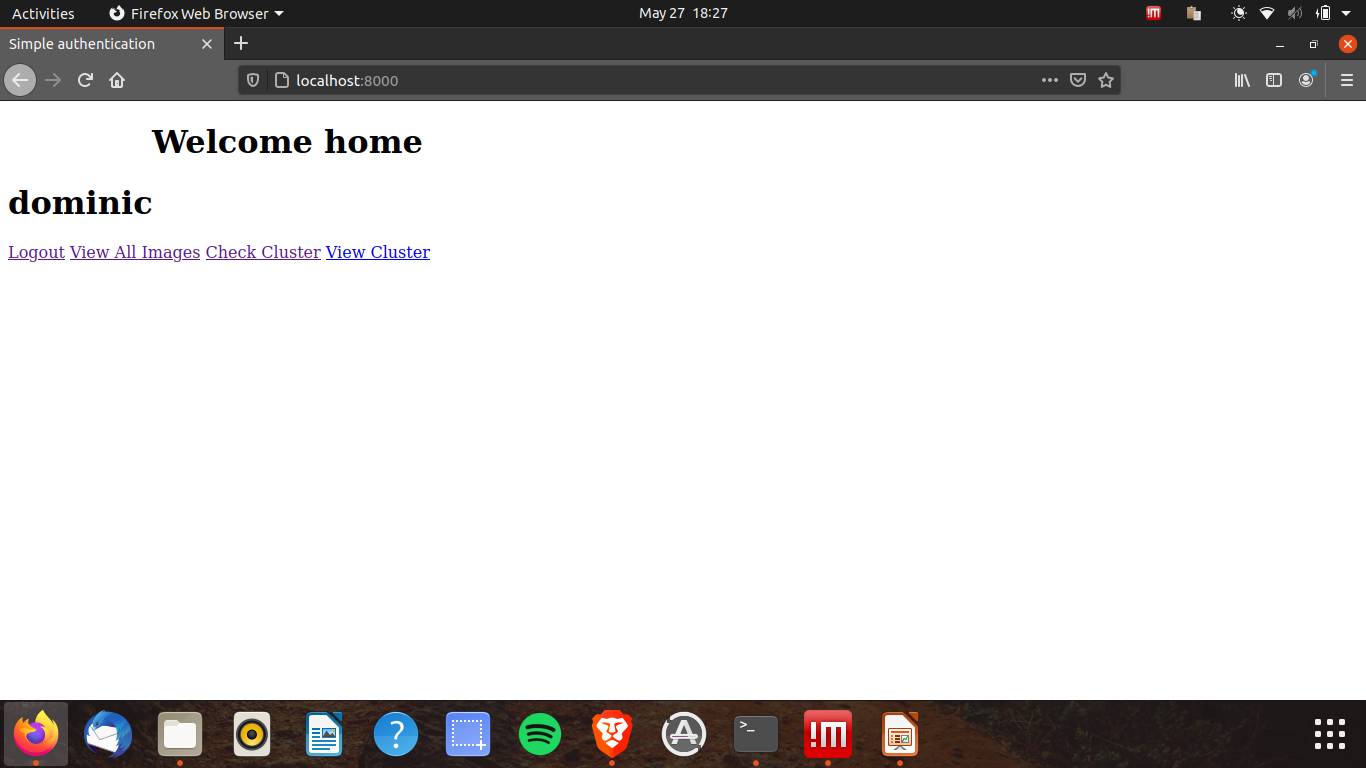 Activities Firefox Web Browser May 27 18:27 !M
Simple authentication
localhost:8000
Welcome home
dominic
Logout View All Images Check Cluster View Cluster
? A >_ !M